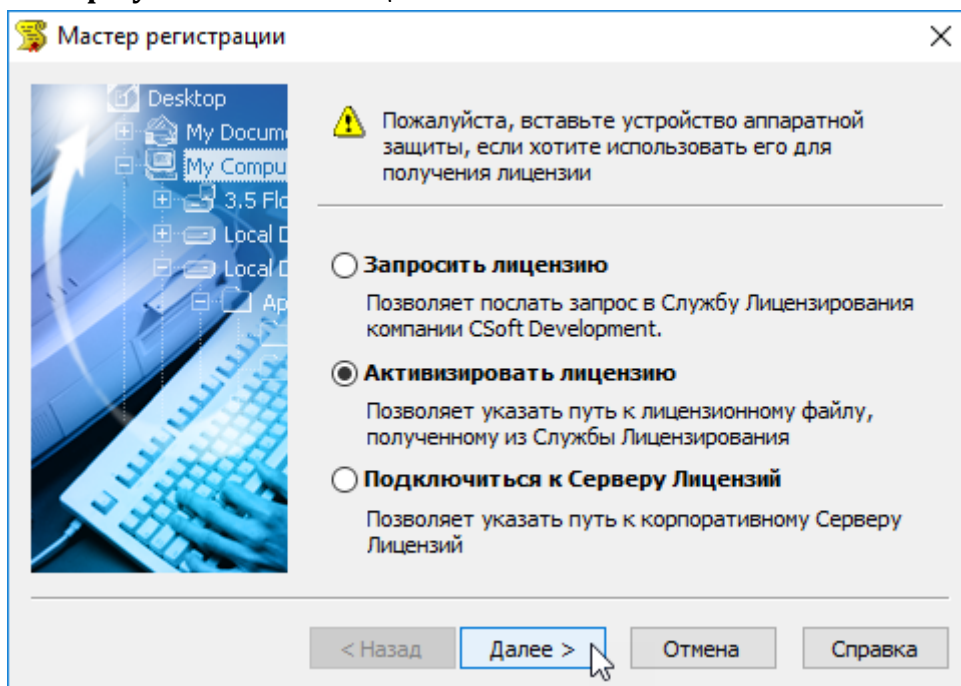 Мастер регистрации
Desktop
My Docum
My Compu
3.5 Flo
Local D
Local D
Ap
Пожалуйста, вставьте устройство аппаратной
защиты, если хотите использовать его для
получения лицензии
Запросить лицензию
Позволяет послать запрос в Службу Лицензирования
компании CSoft Development.
Активизировать лицензию
Позволяет указать путь к лицензионному файлу,
полученному из Службы Лицензирования
Подключиться к Серверу Лицензий
Позволяет указать путь к корпоративному Серверу
Лицензий
< Назад
Далее >
Отмена
Справка